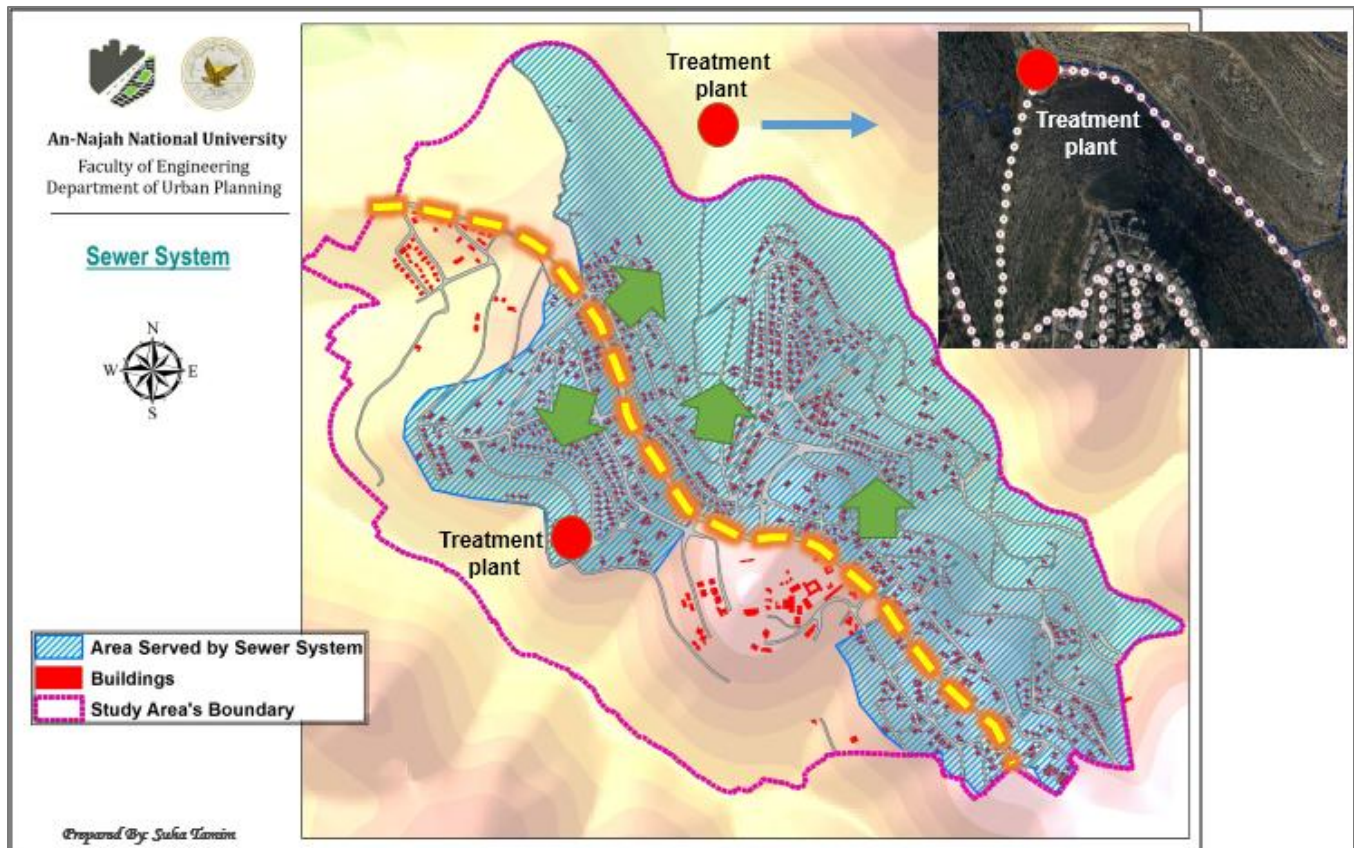 An-Najah National University
Faculty of Engineering
Department of Urban Planning
Sewer System
N
W
E
S
Area Served by Sewer System
Buildings
Study Area's Boundary
Prepared By: Suha Tamim
Treatment
plant
Treatment
plant
Treatment
plant